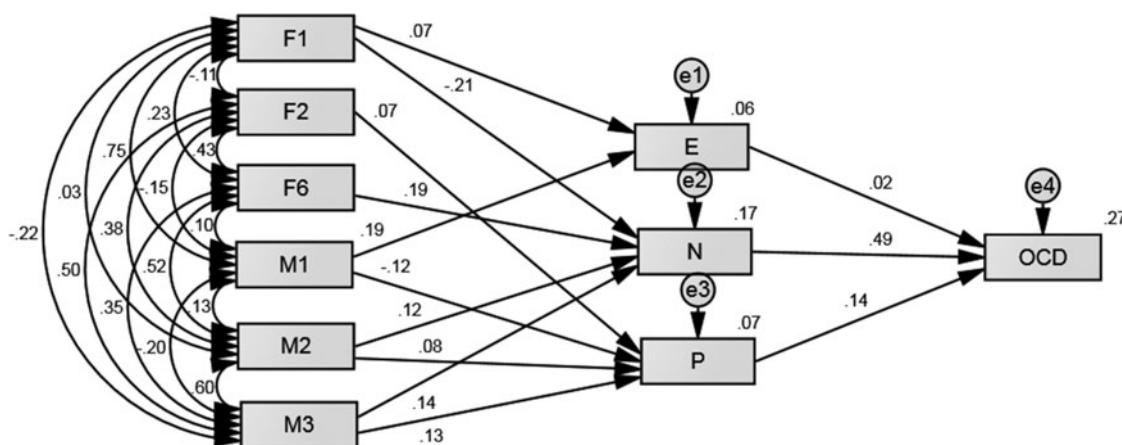 F1
.07
-.11
-.21
e1
F2
.07
.06
.23
E
.43
.75
e2
.02
-.15
F6
.19
e4
.03
.17
.27
.10
N
.49
OCD
-.22
.38
M1
.19
-.12
e3
.52
.50
.13
.14
.35
.12
.07
M2
P
-.20
.08
.60
.14
M3
.13